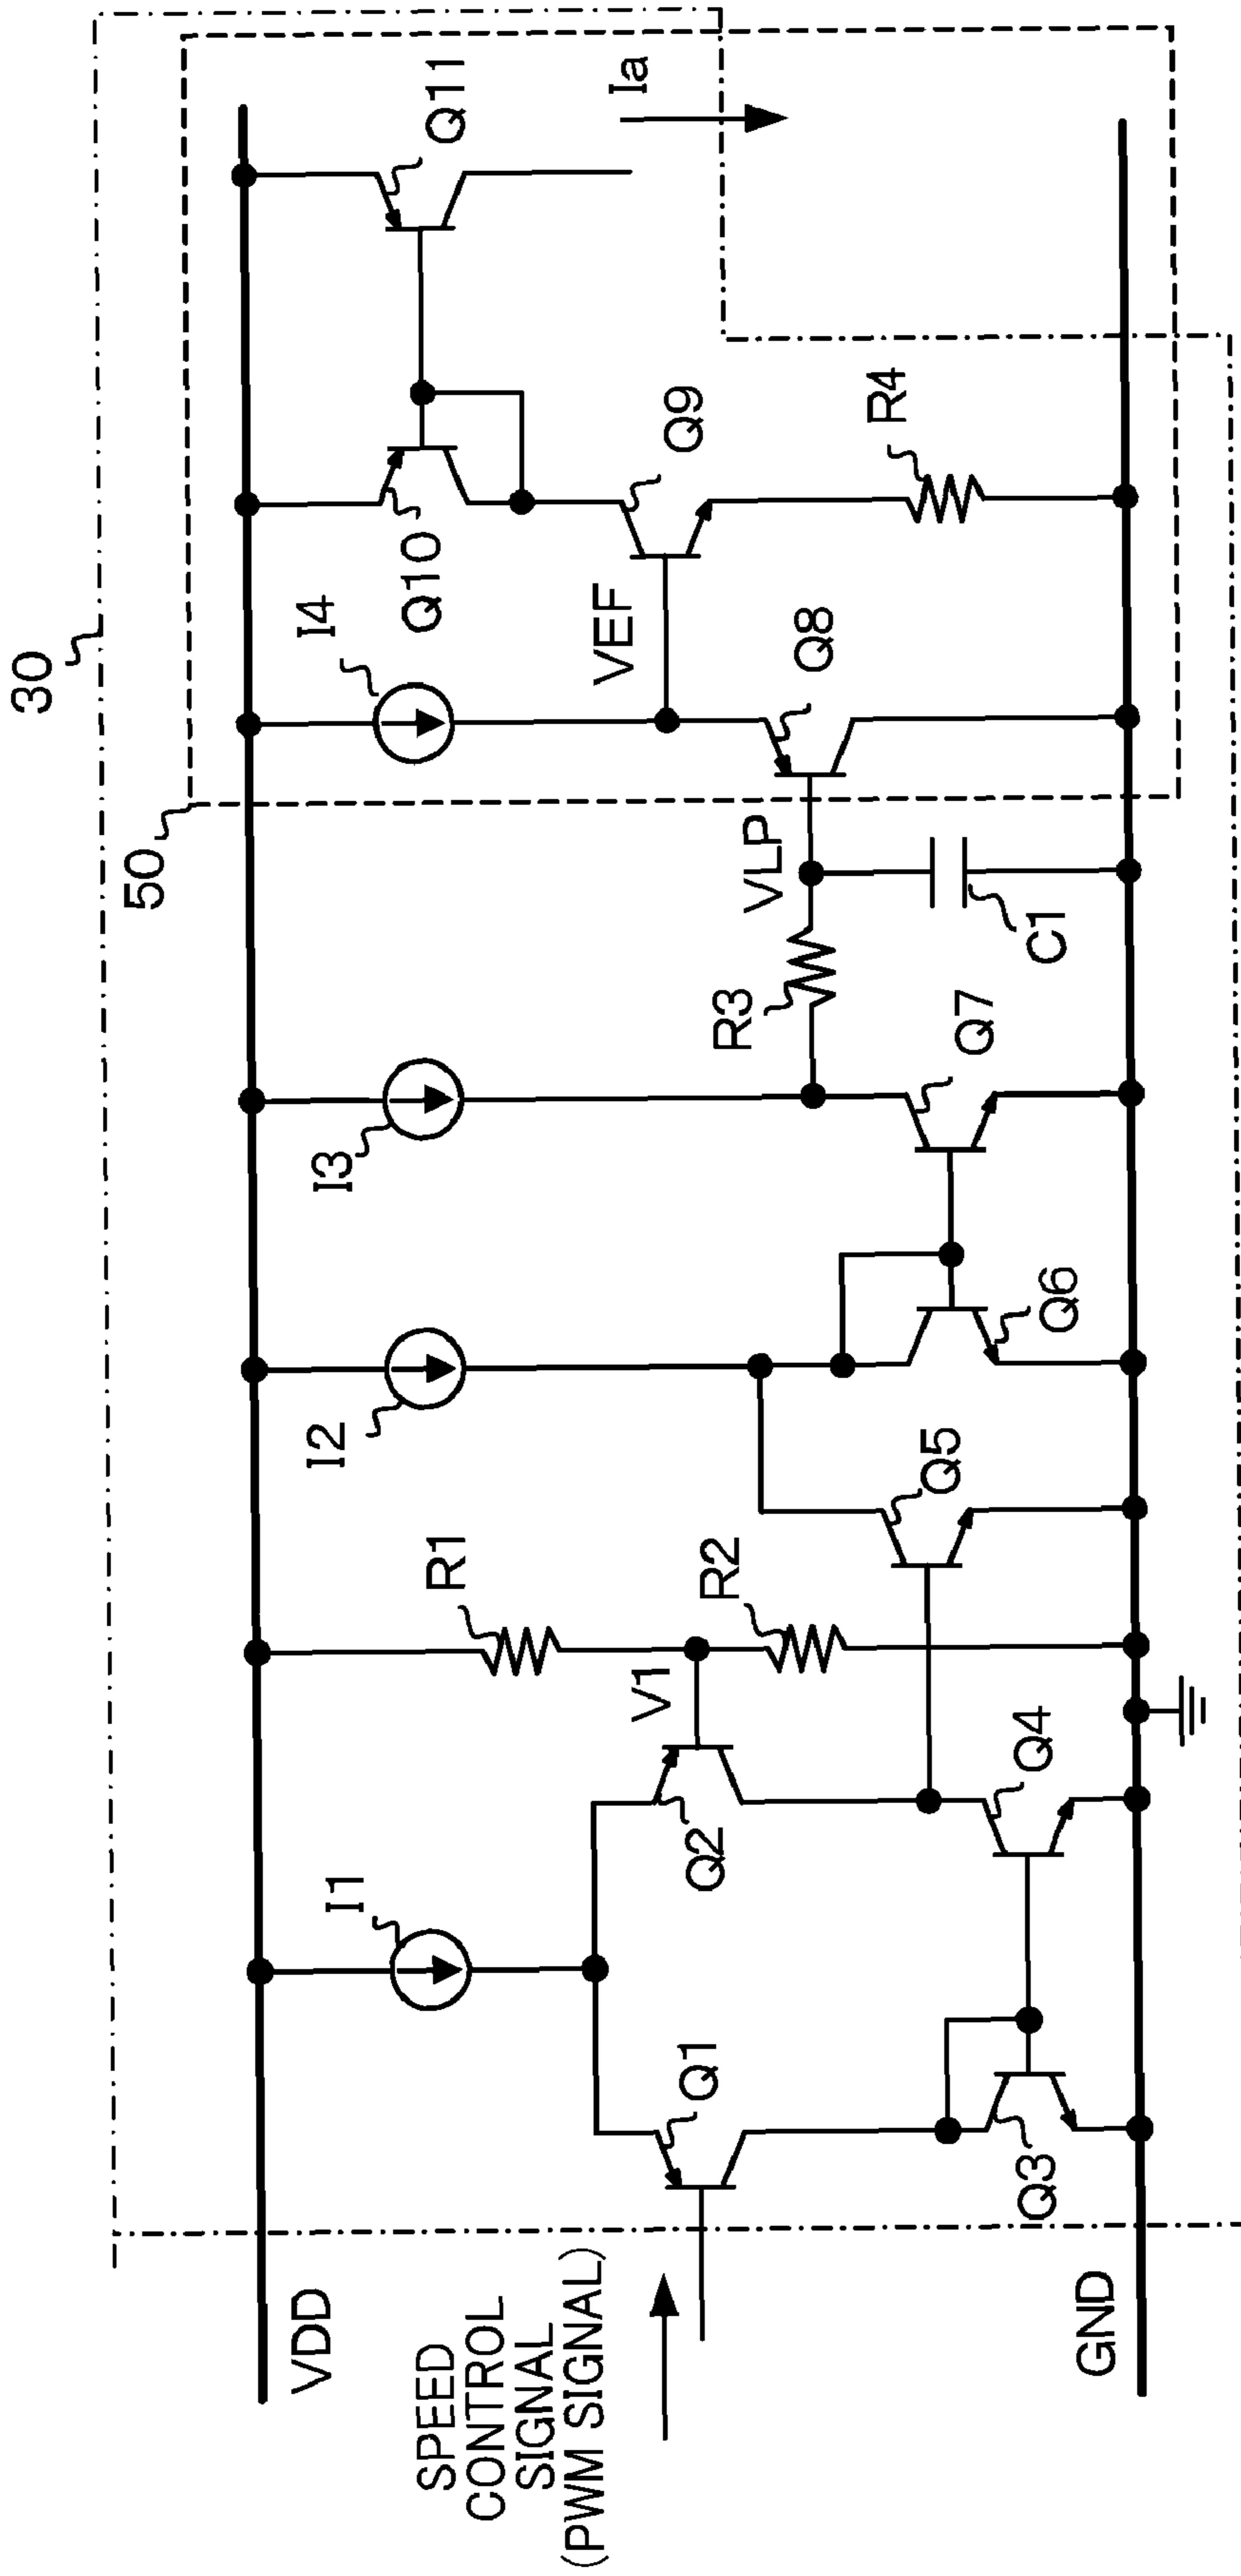 30
50
VDD
GND
SPEED
CONTROL
SIGNAL
(PWM SIGNAL)
I1
Q1
Q2
Q3
Q4
V1
R1
R2
Q5
I2
Q6
I3
Q7
R3
VLP
C1
I4
VEF
Q8
Q9
Q10
R4
Q11
Ia